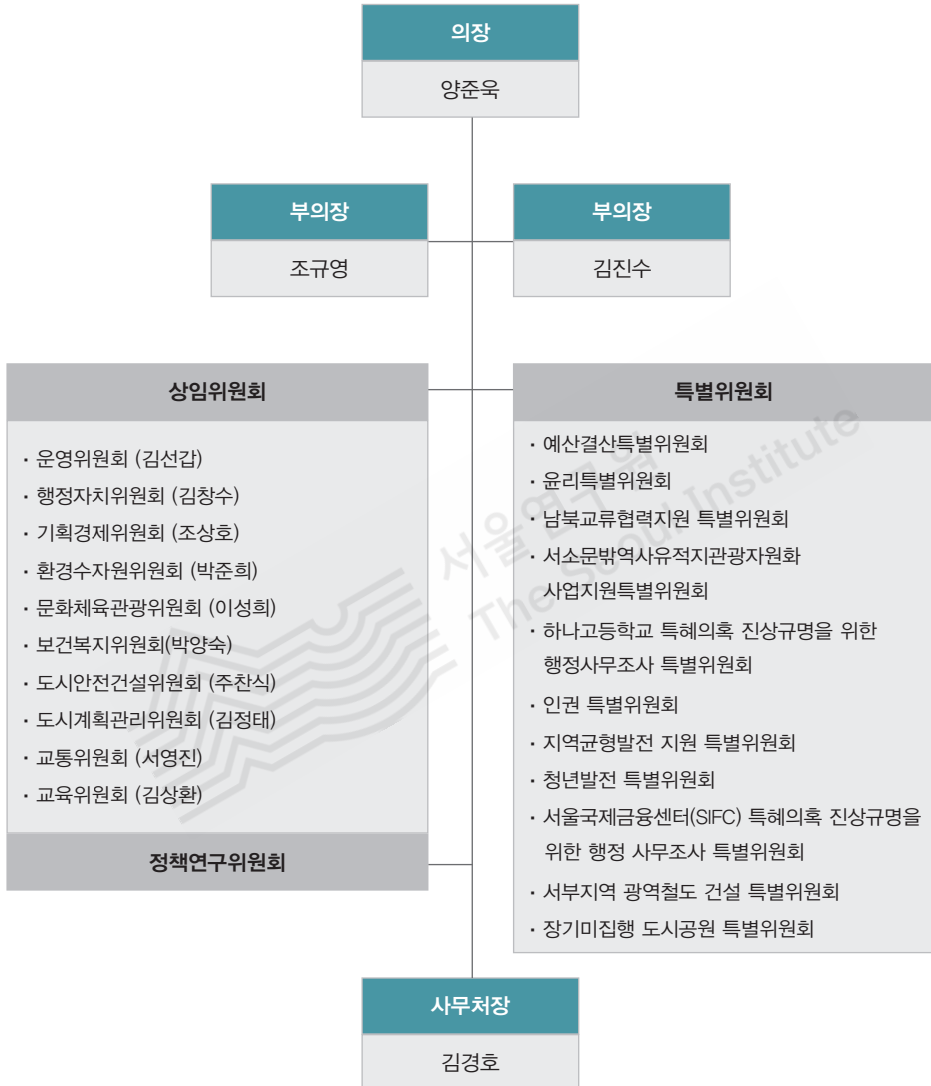 의장
양준욱
부의장
조규영
부의장
김진수
상임위원회
· 운영위원회 (김선갑)
· 행정자치위원회 (김창수)
· 기획경제위원회 (조상호)
· 환경수자원위원회 (박준희)
· 문화체육관광위원회 (이성희)
· 보건복지위원회(박양숙)
· 도시안전건설위원회 (주찬식)
· 도시계획관리위원회 (김정태)
· 교통위원회 (서영진)
· 교육위원회 (김상환)
정책연구위원회
특별위원회
· 예산결산특별위원회
· 윤리특별위원회
· 남북교류협력지원 특별위원회
· 서소문밖역사유적지관광자원화
사업지원특별위원회
· 하나고등학교 특혜의혹 진상규명을 위한
행정사무조사 특별위원회
· 인권 특별위원회
· 지역균형발전 지원 특별위원회
· 청년발전 특별위원회
· 서울국제금융센터(SIFC) 특혜의혹 진상규명을
위한 행정 사무조사 특별위원회
· 서부지역 광역철도 건설 특별위원회
· 장기미집행 도시공원 특별위원회
사무처장
김경호
서울연구원
The Seoul Institute